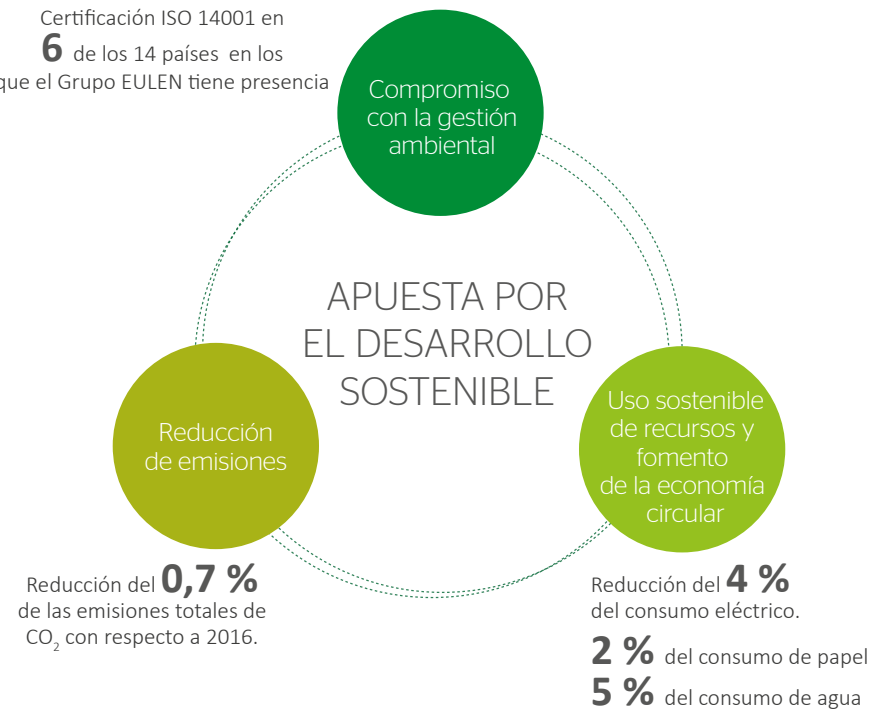 Certificación ISO 14001 en
6 de los 14 países en los
que el Grupo EULEN tiene presencia
Compromiso
con la gestión
ambiental
APUESTA POR
EL DESARROLLO
SOSTENIBLE
Reducción
de emisiones
Reducción del 0,7 %
de las emisiones totales de
CO₂ con respecto a 2016.
Uso sostenible
de recursos y
fomento
de la economía
circular
Reducción del 4 %
del consumo eléctrico.
2 % del consumo de papel
5 % del consumo de agua